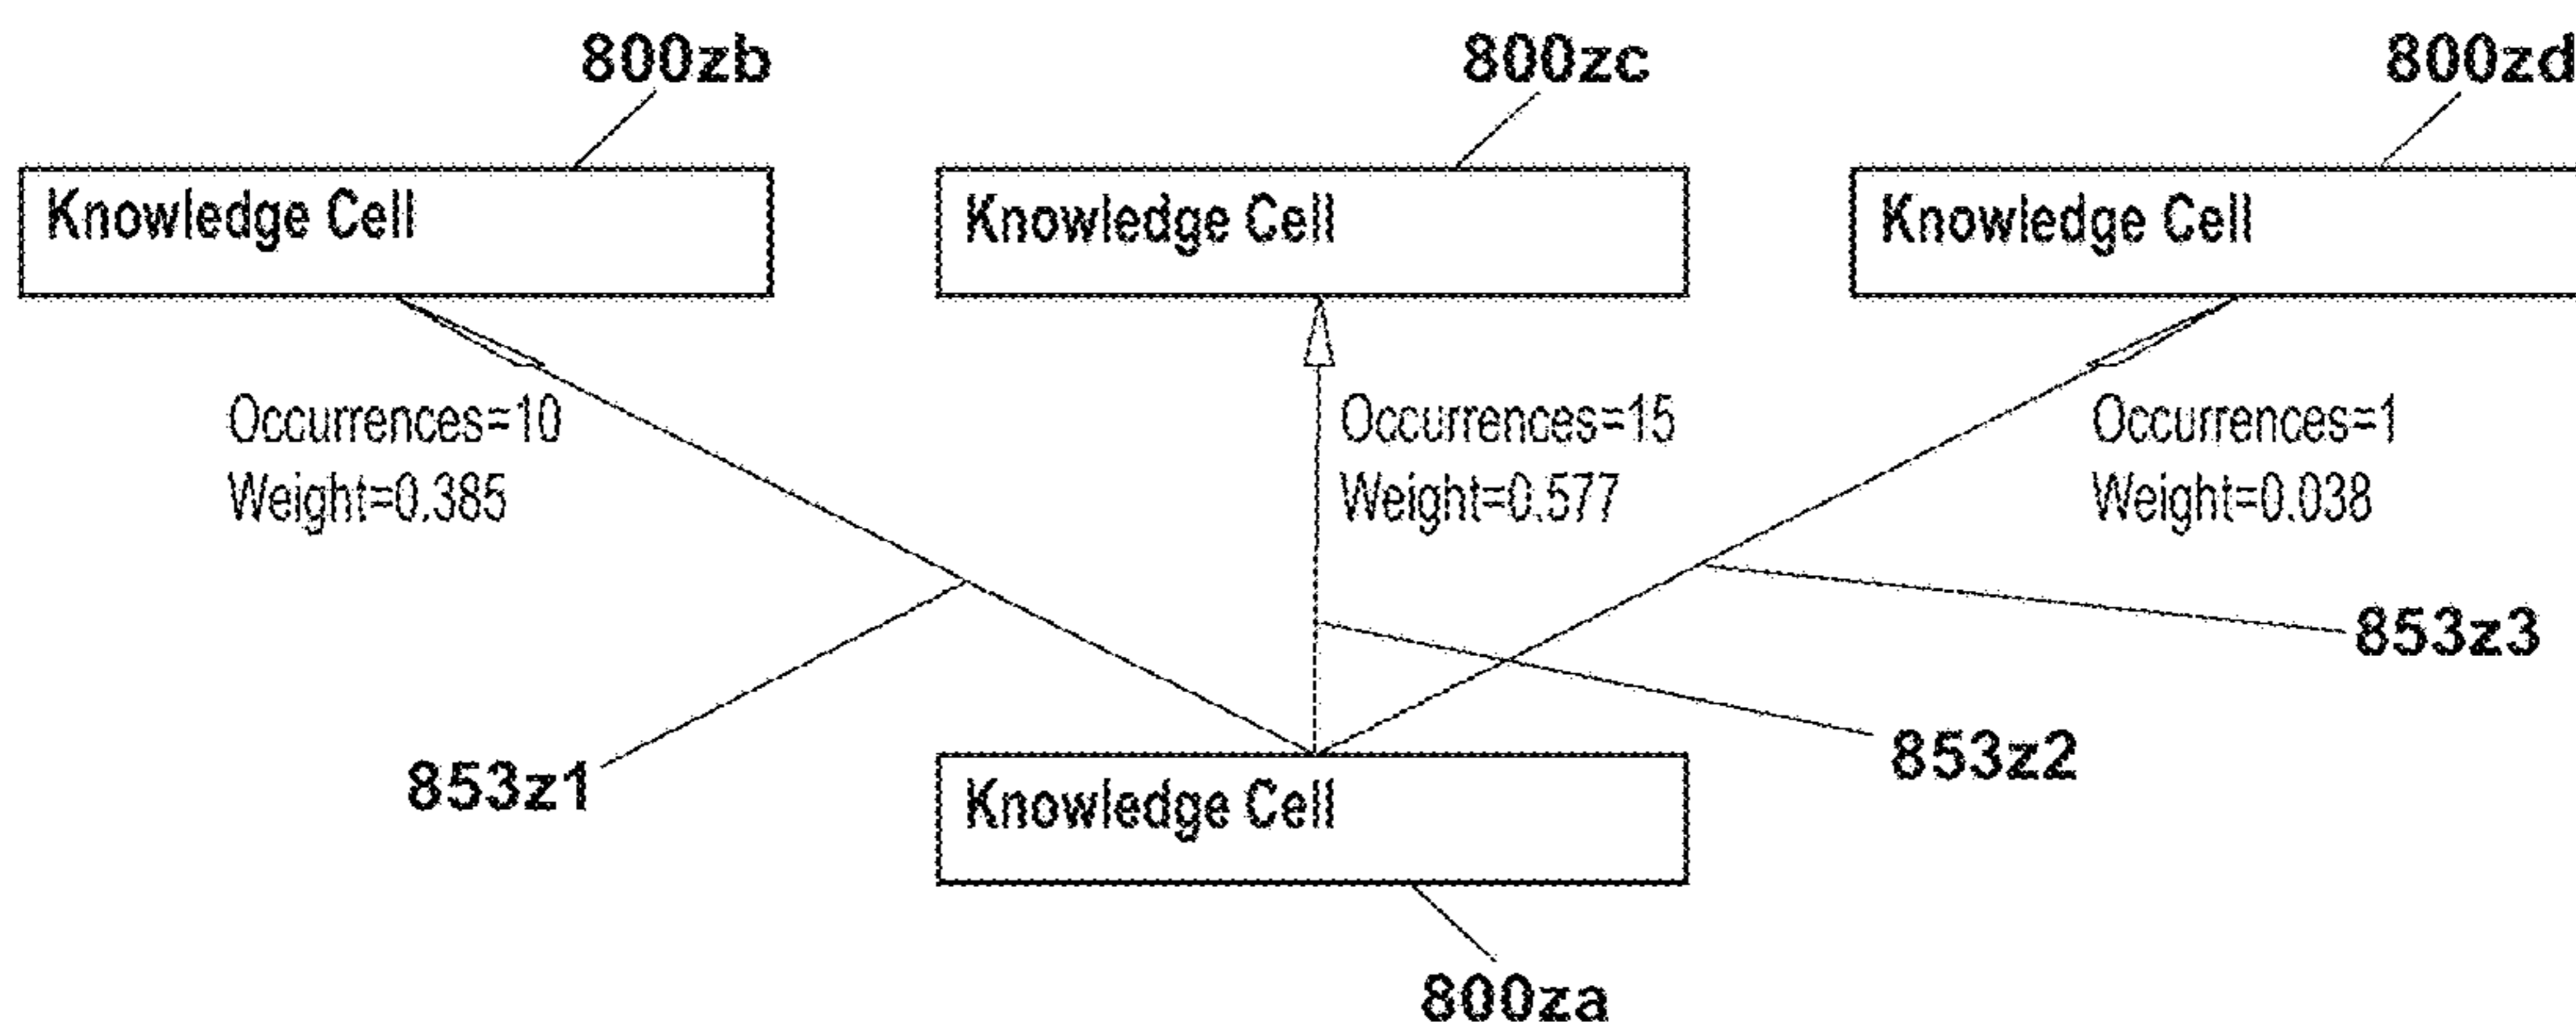 800zb
800zc
800zd
Knowledge Cell
Knowledge Cell
Knowledge Cell
Occurrences=10
Weight=0.385
Occurrences=15
Weight=0.577
Occurrences=1
Weight=0.038
853z3
853z2
853z1
Knowledge Cell
800za